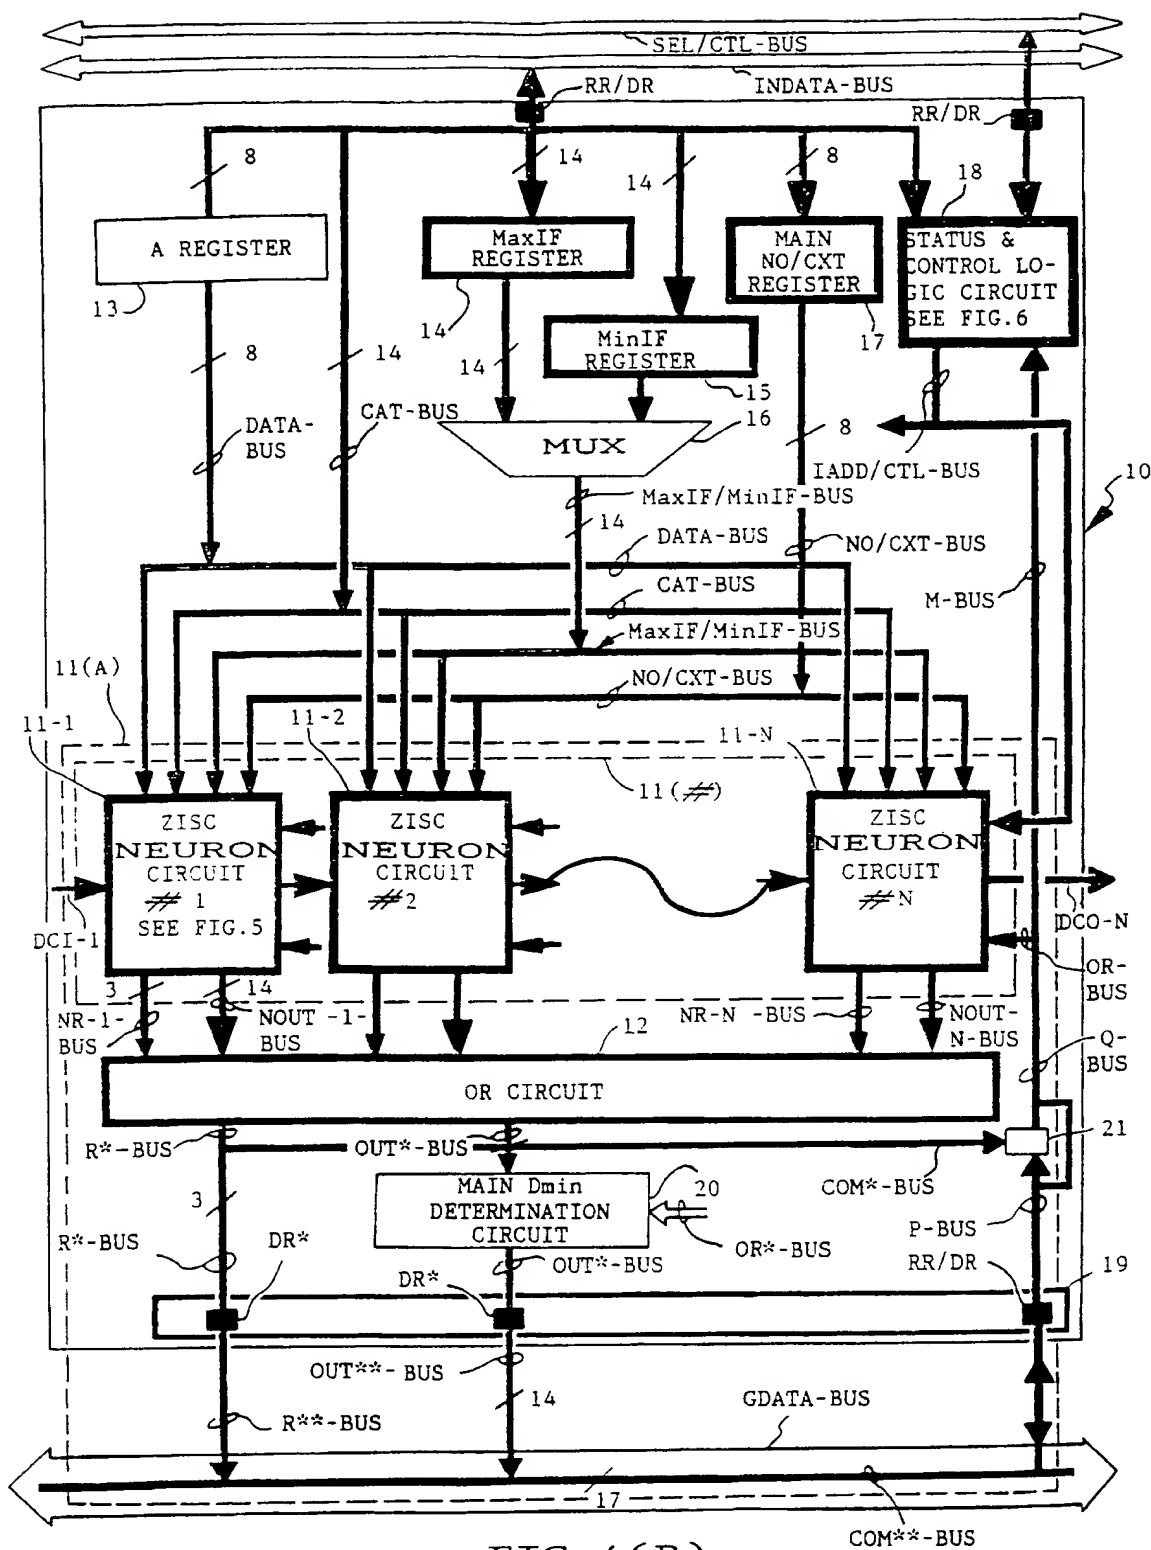 SEL/CTL-BUS
INDATA-BUS
RR/DR
RR/DR
8
14
14
8
18
A REGISTER
13
MaxIF
REGISTER
14
MAIN
NO/CXT
REGISTER
17
STATUS &
CONTROL LO-
GIC CIRCUIT
SEE FIG.6
MinIF
REGISTER
15
8
14
14
MUX
16
8
DATA-
BUS
CAT-BUS
IADD/CTL-BUS
10
MaxIF/MinIF-BUS
14
DATA-BUS
NO/CXT-BUS
CAT-BUS
M-BUS
MaxIF/MinIF-BUS
11(A)
NO/CXT-BUS
11-1
11-2
11-N
11(#)
ZISC
NEURON
CIRCUIT
# 1
SEE FIG.5
ZISC
NEURON
CIRCUIT
#2
ZISC
NEURON
CIRCUIT
#N
DCI-1
DCO-N
OR-
BUS
3
14
NR-1-
BUS
NOUT -1-
BUS
12
NR-N -BUS
NOUT-
N-BUS
Q-
BUS
OR CIRCUIT
R*-BUS
OUT*-BUS
21
COM*-BUS
3
MAIN Dmin
DETERMINATION
CIRCUIT
20
OR*-BUS
P-BUS
R*-BUS
DR*
OUT*-BUS
DR*
RR/DR
19
OUT**-BUS
14
R**-BUS
GDATA-BUS
17
COM**-BUS
FIG.4(B)